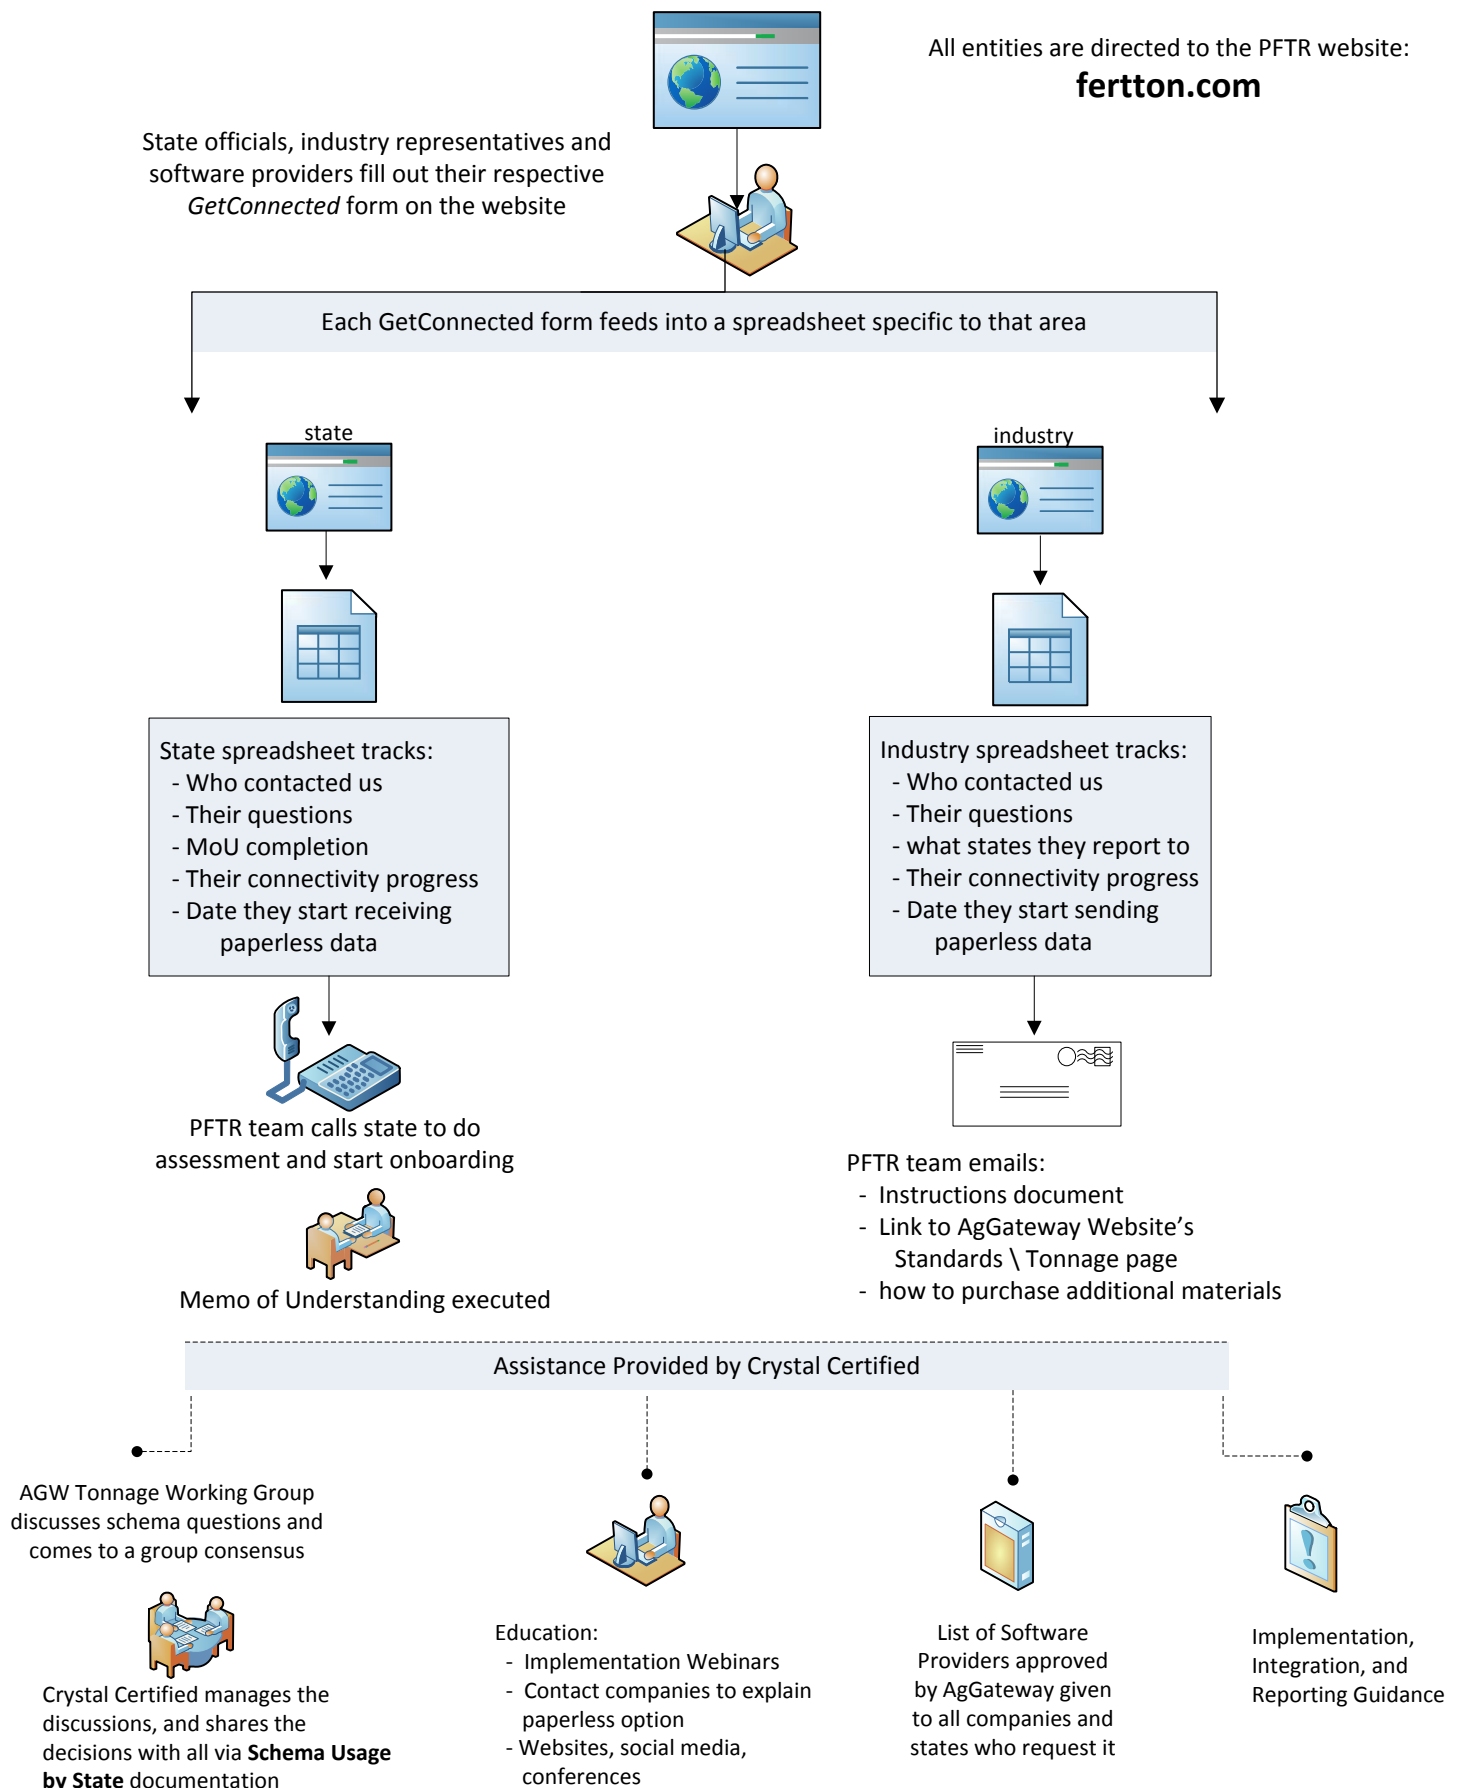 All entities are directed to the PFTR website:
fertton.com
State officials, industry representatives and
software providers fill out their respective
GetConnected form on the website
Each GetConnected form feeds into a spreadsheet specific to that area
state
State spreadsheet tracks:
- Who contacted us
- Their questions
- MoU completion
- Their connectivity progress
- Date they start receiving
paperless data
PFTR team calls state to do
assessment and start onboarding
Memo of Understanding executed
industry
Industry spreadsheet tracks:
- Who contacted us
- Their questions
- what states they report to
- Their connectivity progress
- Date they start sending
paperless data
PFTR team emails:
- Instructions document
- Link to AgGateway Website’s
Standards \ Tonnage page
- how to purchase additional materials
Assistance Provided by Crystal Certified
AGW Tonnage Working Group
discusses schema questions and
comes to a group consensus
Crystal Certified manages the
discussions, and shares the
decisions with all via Schema Usage
by State documentation
Education:
- Implementation Webinars
- Contact companies to explain
paperless option
- Websites, social media,
conferences
List of Software
Providers approved
by AgGateway given
to all companies and
states who request it
Implementation,
Integration, and
Reporting Guidance